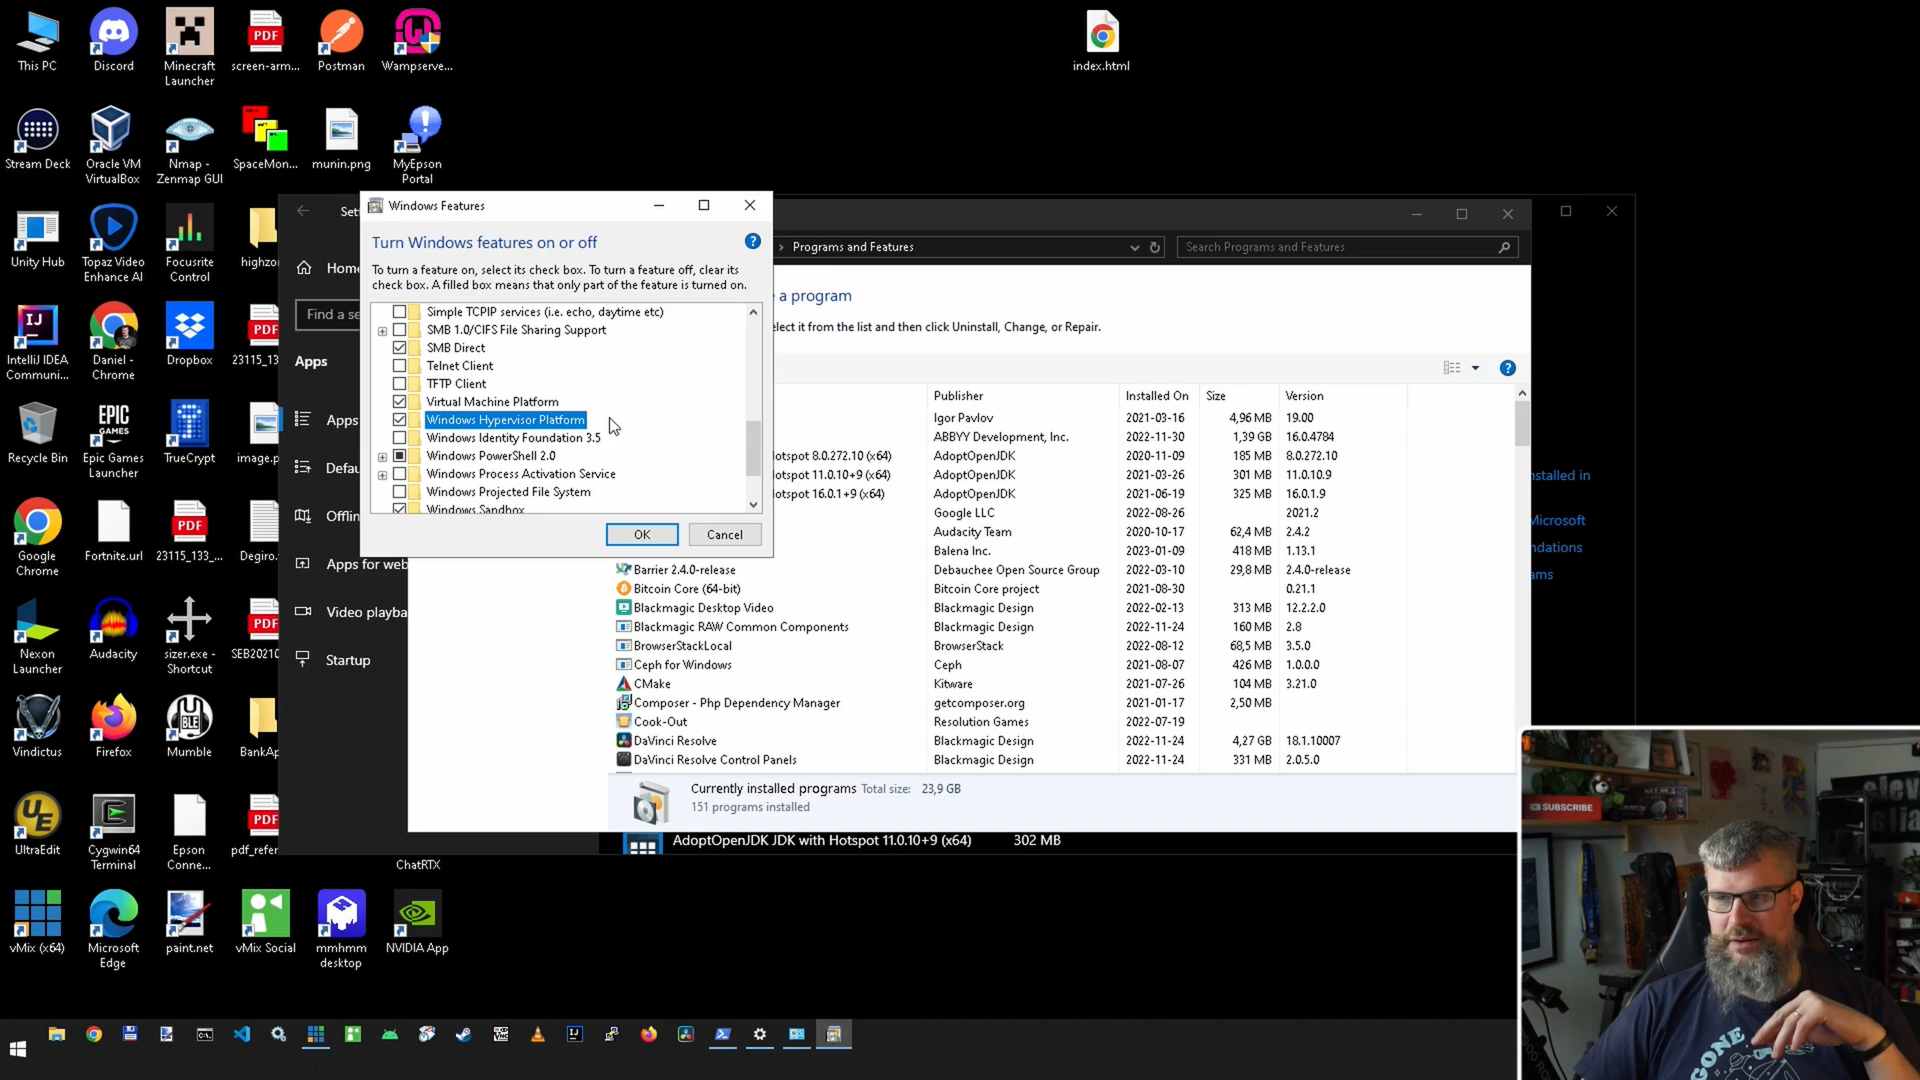 This PC
Discord
Minecraft
Launcher
PDF
screen-arm...
Postman
Wampserve...
index.html
Stream Deck
Oracle VM
VirtualBox
Nmap -
Zenmap GUI
SpaceMon...
munin.png
MyEpson
Portal
Unity Hub
Topaz Video
Enhance AI
Focusrite
Control
highzo
IntelliJ IDEA
Communi...
Daniel -
Chrome
Dropbox
PDF
23115_13
Recycle Bin
EPIC
GAMES
Epic Games
Launcher
TrueCrypt
image.p
Google
Chrome
Fortnite.url
PDF
23115_133_...
Degiro.
Nexon
Launcher
Audacity
sizer.exe -
Shortcut
PDF
SEB20210
Vindictus
Firefox
Mumble
BankAp
UltraEdit
Cygwin64
Terminal
Epson
Conne...
PDF
pdf_refer
ChatRTX
vMix (x64)
Microsoft
Edge
paint.net
vMix Social
mmhmm
desktop
NVIDIA App
Set
Home
Find a se
Apps
Apps
Defau
Offlin
Apps for web
Video playba
Startup
Windows Features
Turn Windows features on or off
To turn a feature on, select its check box. To turn a feature off, clear its
check box. A filled box means that only part of the feature is turned on.
Simple TCPIP services (i.e. echo, daytime etc)
SMB 1.0/CIFS File Sharing Support
SMB Direct
Telnet Client
TFTP Client
Virtual Machine Platform
Windows Hypervisor Platform
Windows Identity Foundation 3.5
Windows PowerShell 2.0
Windows Process Activation Service
Windows Projected File System
Windows Sandbox
OK
Cancel
Programs and Features
Search Programs and Features
e a program
elect it from the list and then click Uninstall, Change, or Repair.
Publisher Installed On Size Version
Igor Pavlov 2021-03-16 4,96 MB 19.00
ABBYY Development, Inc. 2022-11-30 1,39 GB 16.0.4784
Hotspot 8.0.272.10 (x64) AdoptOpenJDK 2020-11-09 185 MB 8.0.272.10
Hotspot 11.0.10+9 (x64) AdoptOpenJDK 2021-03-26 301 MB 11.0.10.9
Hotspot 16.0.1+9 (x64) AdoptOpenJDK 2021-06-19 325 MB 16.0.1.9
Google LLC 2022-08-26 2021.2
Audacity Team 2020-10-17 62,4 MB 2.4.2
Balena Inc. 2023-01-09 418 MB 1.13.1
Barrier 2.4.0-release Debauchee Open Source Group 2022-03-10 29,8 MB 2.4.0-release
Bitcoin Core (64-bit) Bitcoin Core project 2021-08-30 0.21.1
Blackmagic Desktop Video Blackmagic Design 2022-02-13 313 MB 12.2.2.0
Blackmagic RAW Common Components Blackmagic Design 2022-11-24 160 MB 2.8
BrowserStackLocal BrowserStack 2022-08-12 68,5 MB 3.5.0
Ceph for Windows Ceph 2021-08-07 426 MB 1.0.0.0
CMake Kitware 2021-07-26 104 MB 3.21.0
Composer - Php Dependency Manager getcomposer.org 2021-01-17 2,50 MB
Cook-Out Resolution Games 2022-07-19
DaVinci Resolve Blackmagic Design 2022-11-24 4,27 GB 18.1.10007
DaVinci Resolve Control Panels Blackmagic Design 2022-11-24 331 MB 2.0.5.0
Currently installed programs Total size: 23,9 GB
151 programs installed
AdoptOpenJDK JDK with Hotspot 11.0.10+9 (x64) 302 MB
nstalled in
Microsoft
ndations
ams
SUBSCRIBE
GONE